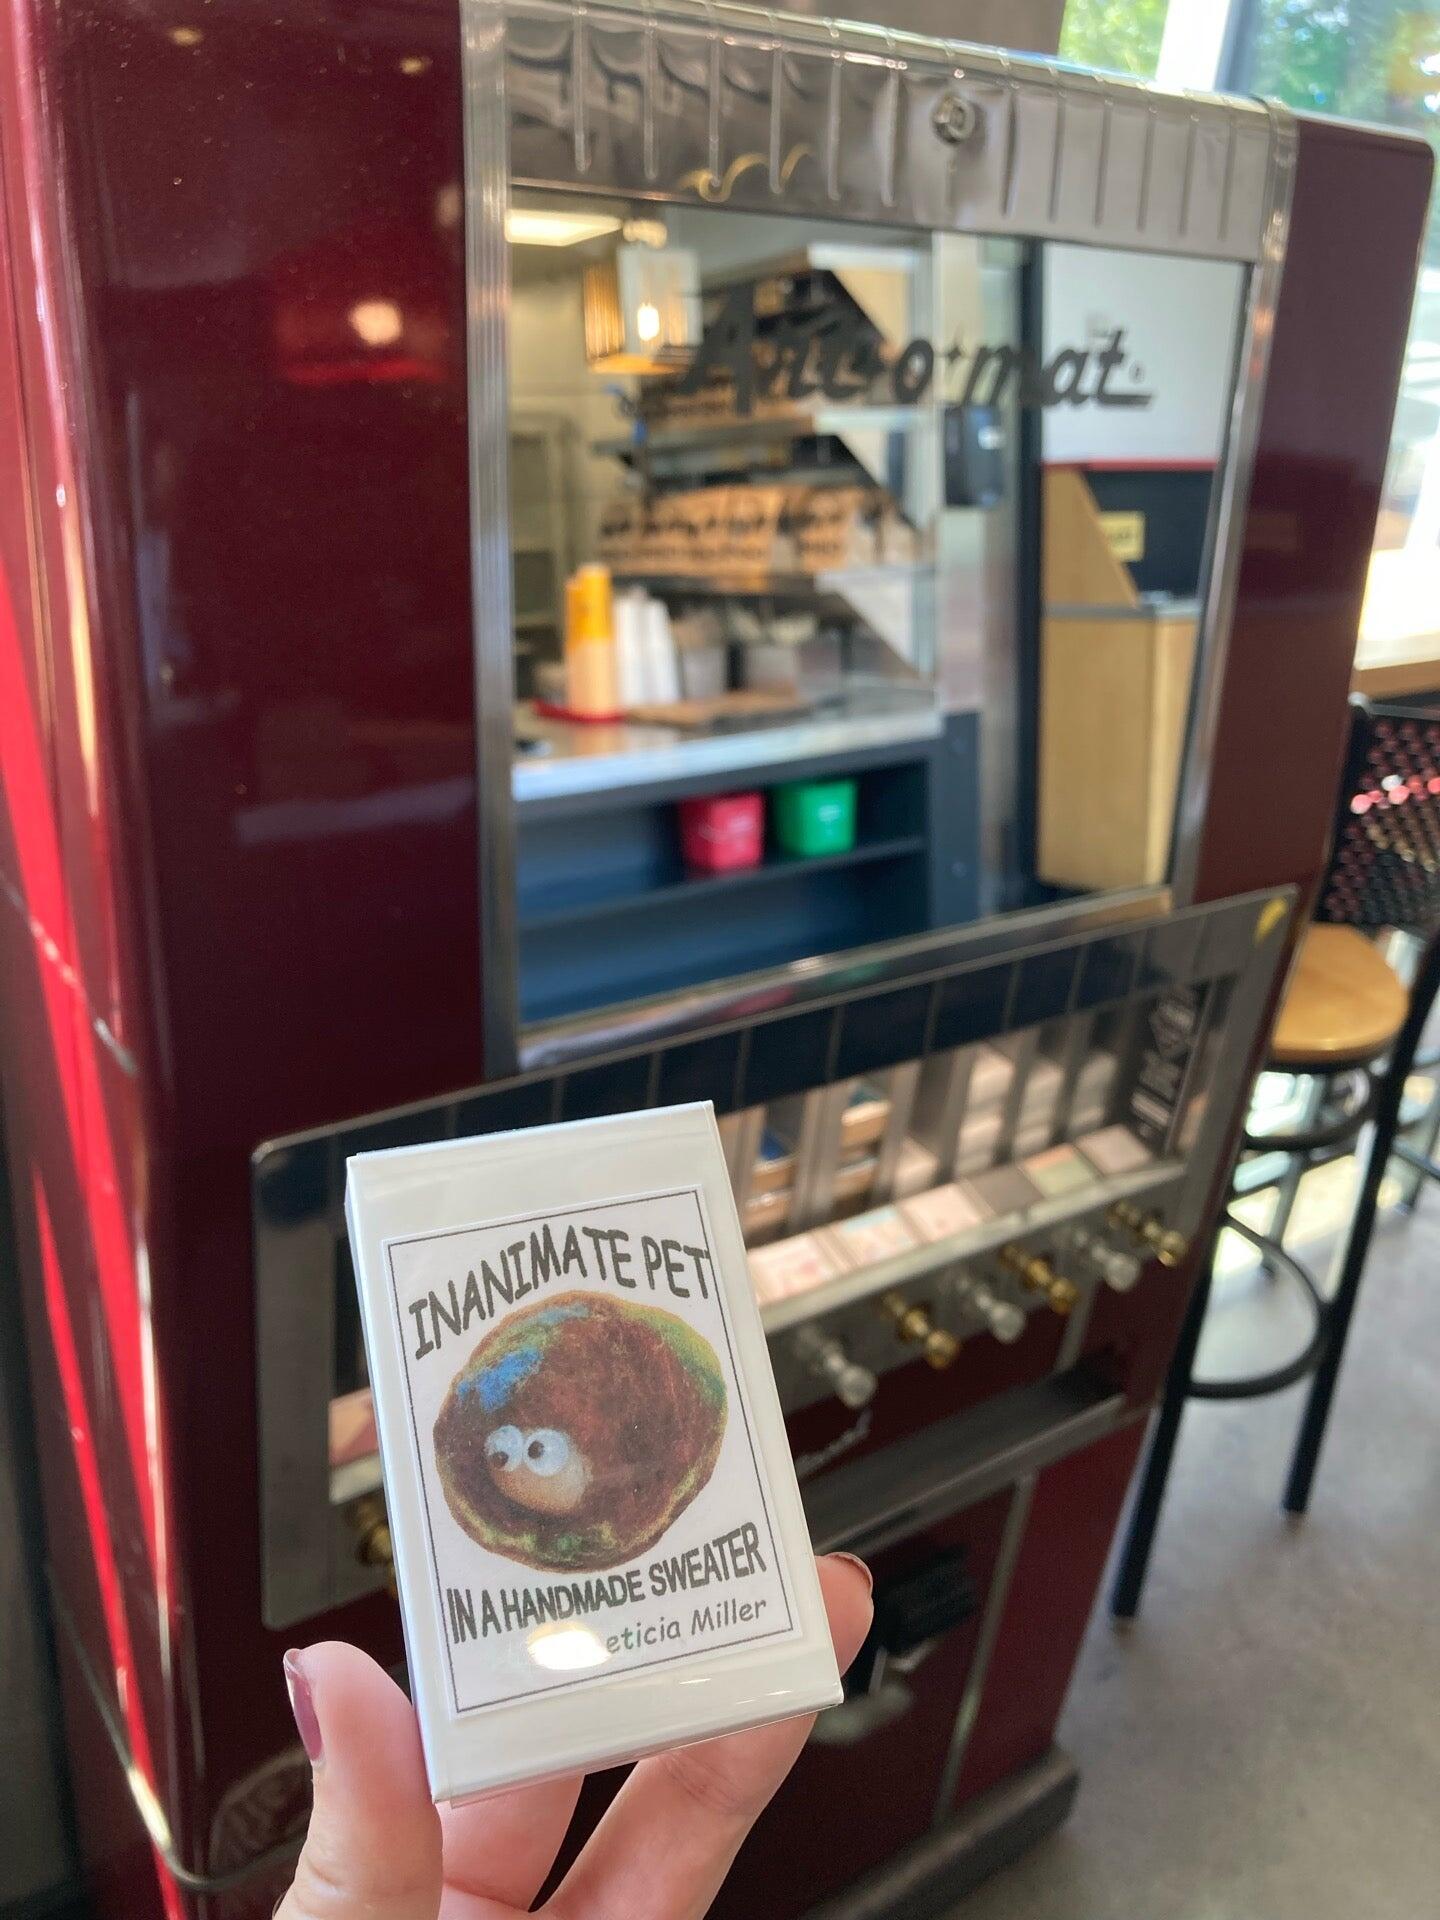 Art-o-mat®
INANIMATE PET
IN A HANDMADE SWEATER
eticia Miller